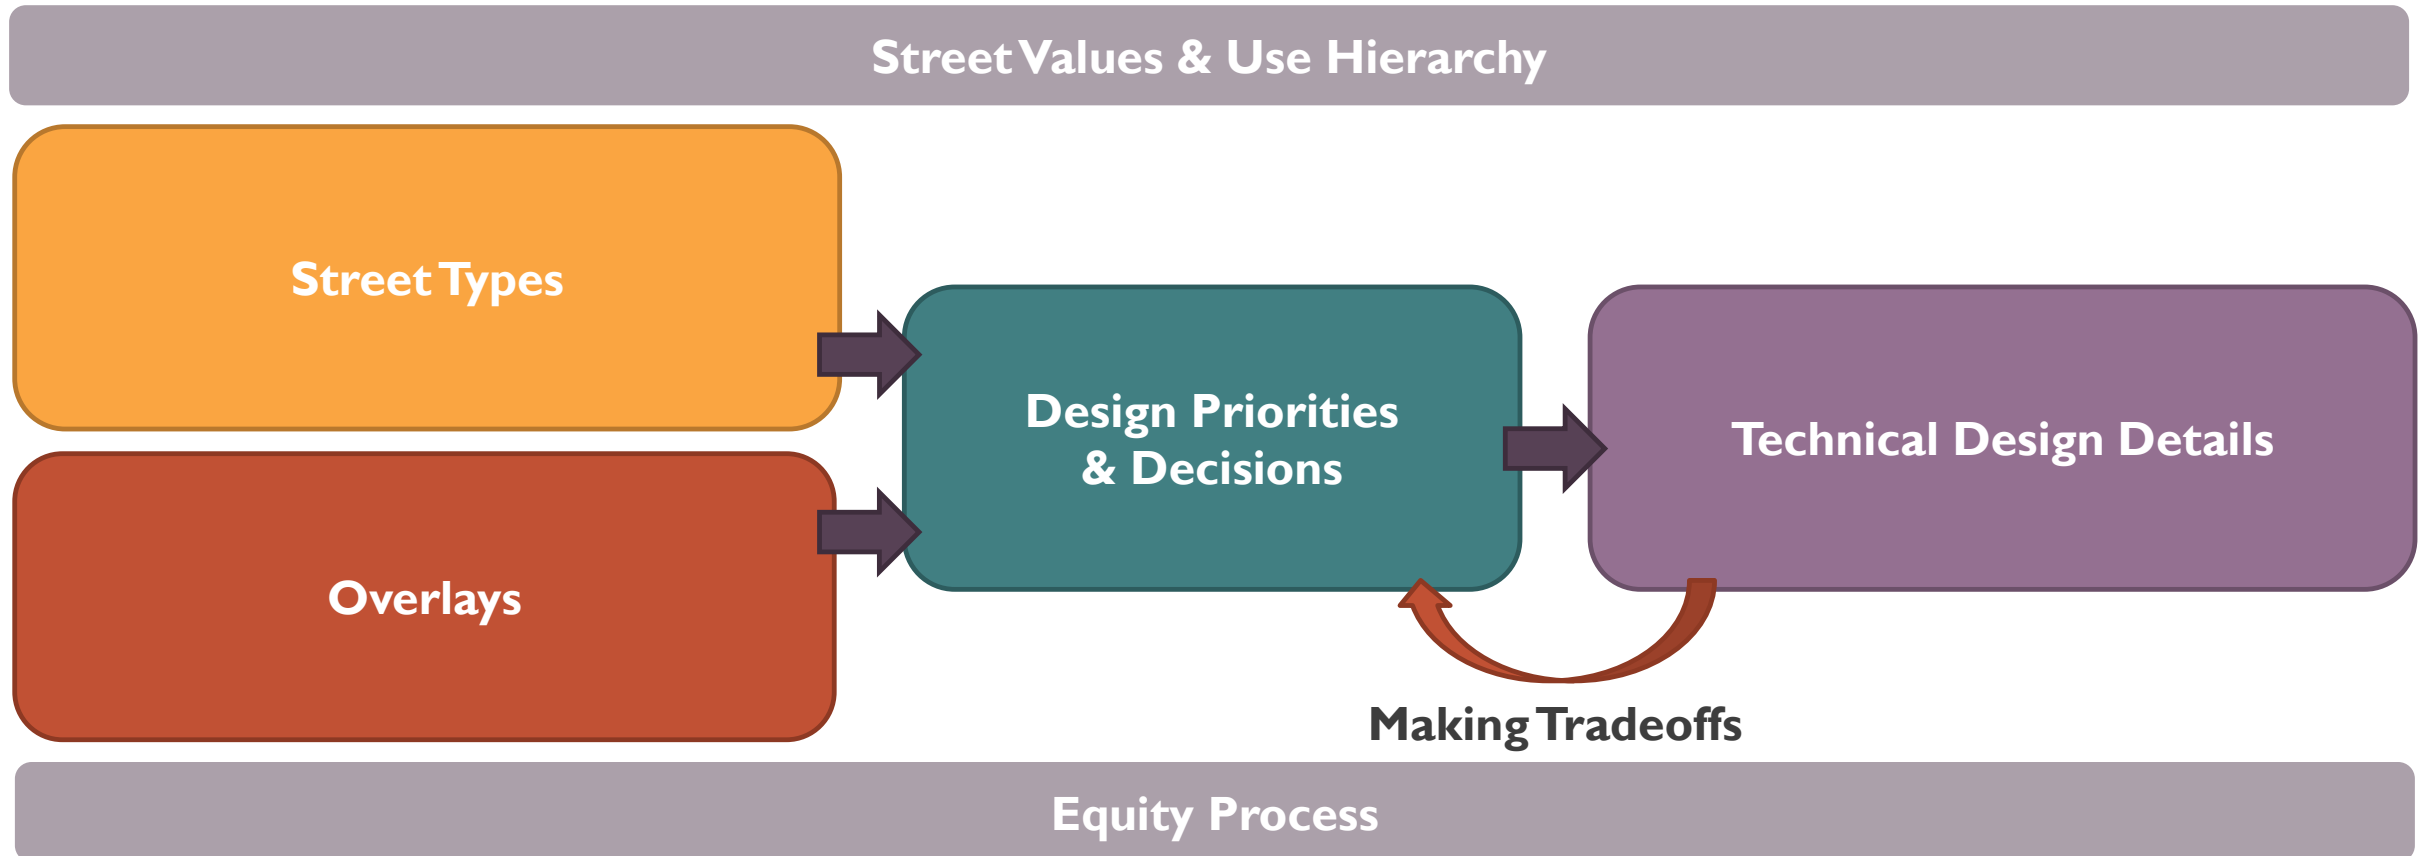 Street Values & Use Hierarchy
Street Types
Overlays
Design Priorities
& Decisions
Technical Design Details
Making Tradeoffs
Equity Process